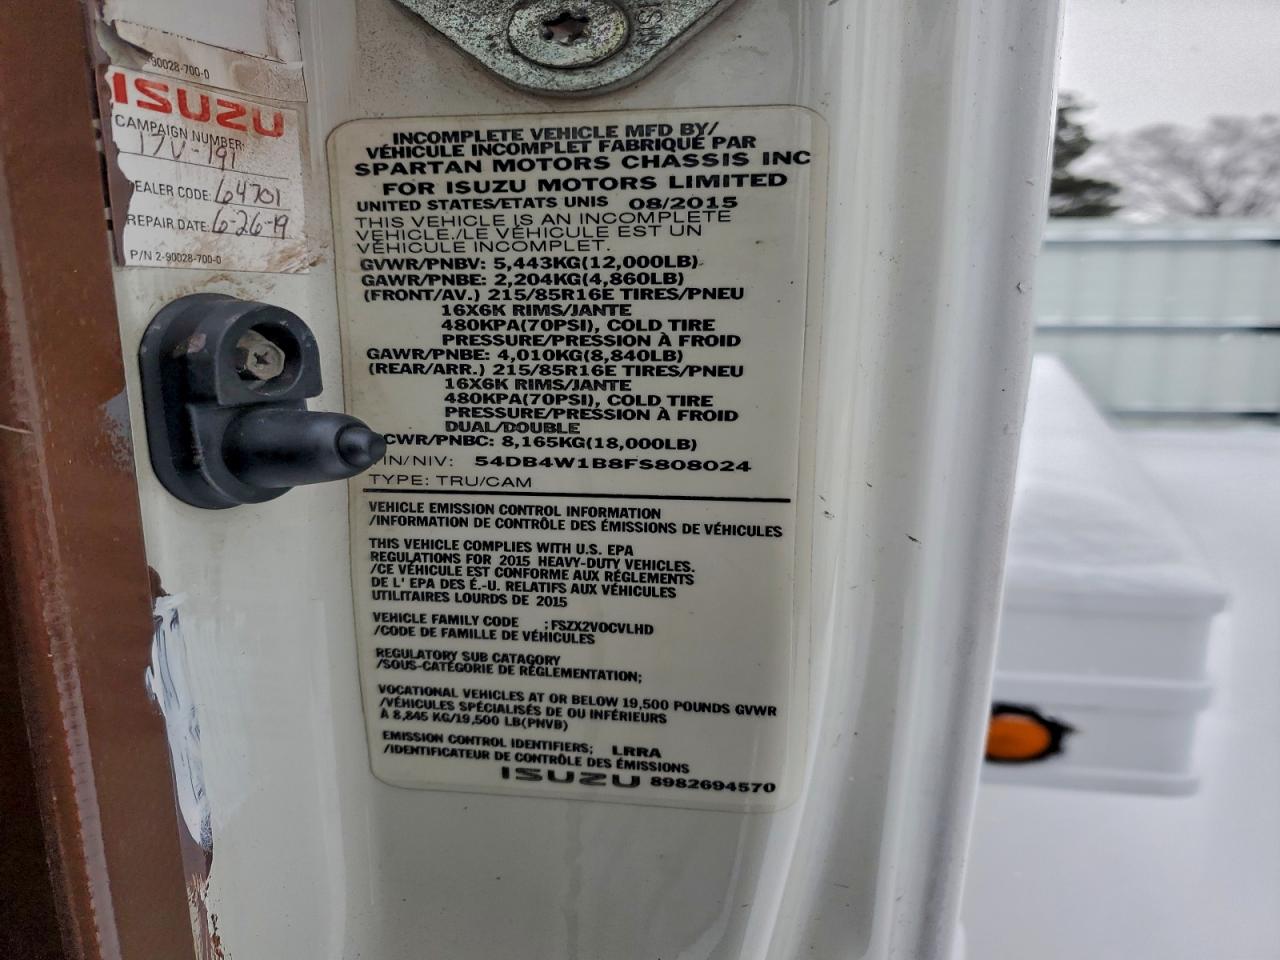 90028-700-0
ISUZU
CAMPAIGN NUMBER:
17V-191
DEALER CODE: 64701
REPAIR DATE: 6-26-19
P/N 2-90028-700-0
INCOMPLETE VEHICLE MFD BY/
VÉHICULE INCOMPLET FABRIQUÉ PAR
SPARTAN MOTORS CHASSIS INC
FOR ISUZU MOTORS LIMITED
UNITED STATES/ETATS UNIS 08/2015
THIS VEHICLE IS AN INCOMPLETE
VEHICLE./LE VÉHICULE EST UN
VÉHICULE INCOMPLET.
GVWR/PNBV: 5,443KG(12,000LB)
GAWR/PNBE: 2,204KG(4,860LB)
(FRONT/AV.) 215/85R16E TIRES/PNEU
16X6K RIMS/JANTE
480KPA(70PSI), COLD TIRE
PRESSURE/PRESSION À FROID
GAWR/PNBE: 4,010KG(8,840LB)
(REAR/ARR.) 215/85R16E TIRES/PNEU
16X6K RIMS/JANTE
480KPA(70PSI), COLD TIRE
PRESSURE/PRESSION À FROID
DUAL/DOUBLE
CWR/PNBC: 8,165KG(18,000LB)
VIN/NIV: 54DB4W1B8FS808024
TYPE: TRU/CAM
VEHICLE EMISSION CONTROL INFORMATION
/INFORMATION DE CONTRÔLE DES ÉMISSIONS DE VÉHICULES
THIS VEHICLE COMPLIES WITH U.S. EPA
REGULATIONS FOR 2015 HEAVY-DUTY VEHICLES.
/CE VÉHICULE EST CONFORME AUX RÉGLEMENTS
DE L' EPA DES É.-U. RELATIFS AUX VÉHICULES
UTILITAIRES LOURDS DE 2015
VEHICLE FAMILY CODE : FSZX2VOCVLHD
/CODE DE FAMILLE DE VÉHICULES
REGULATORY SUB CATAGORY
/SOUS-CATÉGORIE DE RÉGLEMENTATION;
VOCATIONAL VEHICLES AT OR BELOW 19,500 POUNDS GVWR
/VÉHICULES SPÉCIALISÉS DE OU INFÉRIEURS
À 8,845 KG/19,500 LB(PNVB)
EMISSION CONTROL IDENTIFIERS; LRRA
/IDENTIFICATEUR DE CONTRÔLE DES ÉMISSIONS
ISUZU 8982694570